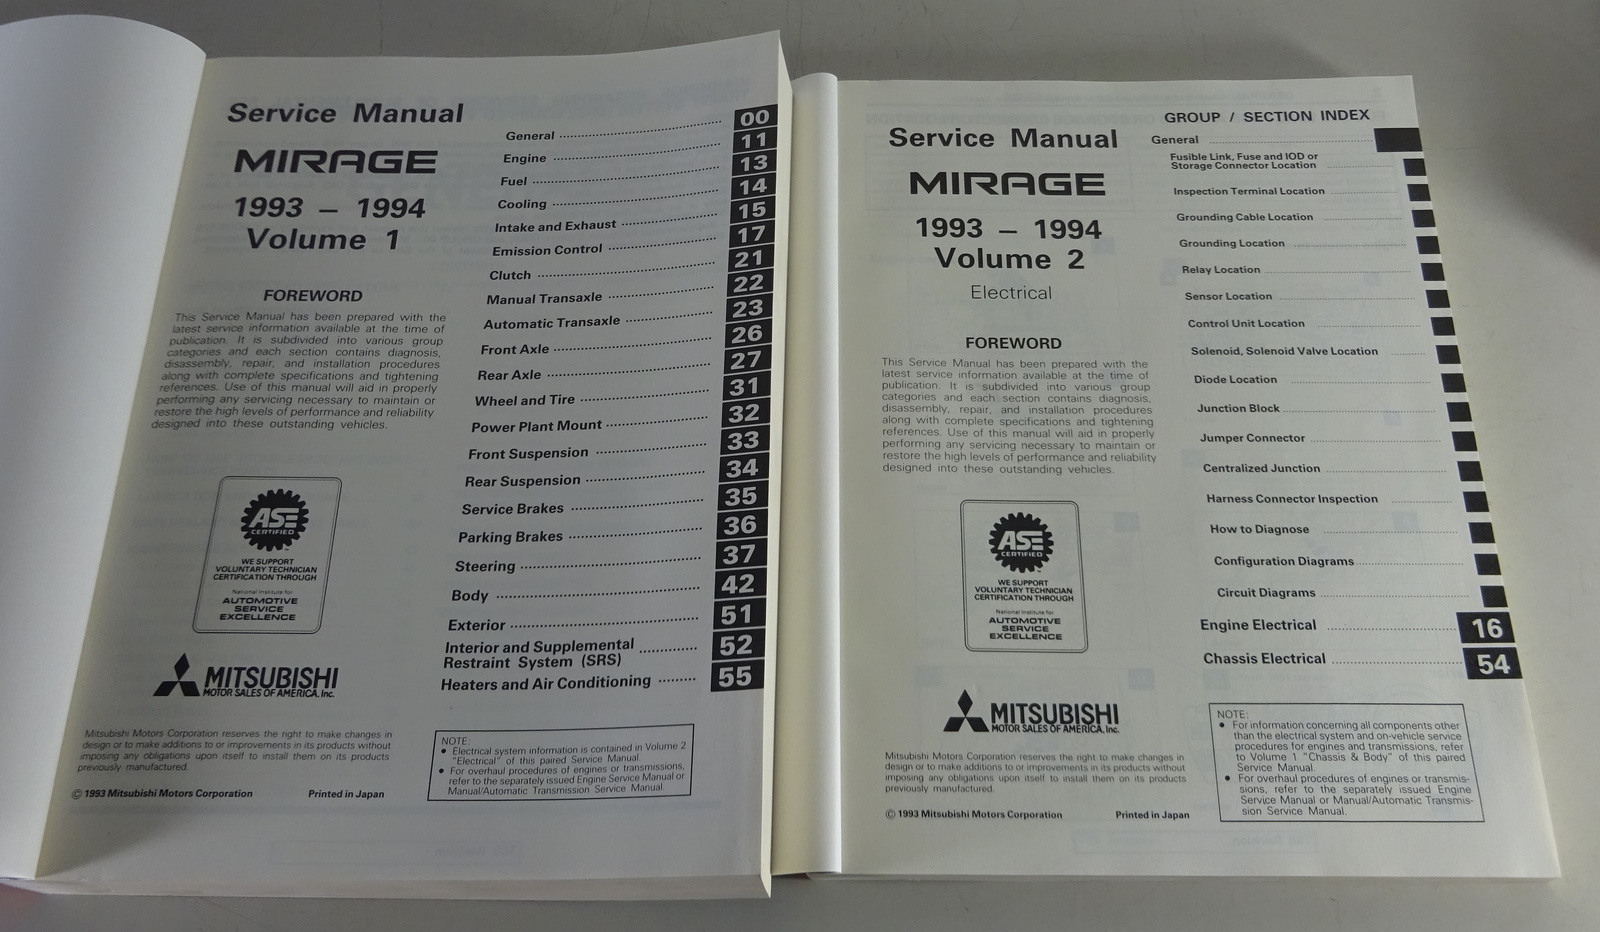 Service Manual
MIRAGE
1993 – 1994
Volume 1
FOREWORD
This Service Manual has been prepared with the
latest service information available at the time of
publication. It is subdivided into various group
categories and each section contains diagnosis,
disassembly, repair, and installation procedures
along with complete specifications and tightening
references. Use of this manual will aid in properly
performing any servicing necessary to maintain or
restore the high levels of performance and reliability
designed into these outstanding vehicles.
ASE
CERTIFIED
WE SUPPORT
VOLUNTARY TECHNICIAN
CERTIFICATION THROUGH
National Institute for
AUTOMOTIVE
SERVICE
EXCELLENCE
MITSUBISHI
MOTOR SALES OF AMERICA, Inc.
Mitsubishi Motors Corporation reserves the right to make changes in
design or to make additions to or improvements in its products without
imposing any obligations upon itself to install them on its products
previously manufactured.
© 1993 Mitsubishi Motors Corporation Printed in Japan
General 00
Engine 11
Fuel 13
Cooling 14
Intake and Exhaust 15
Emission Control 17
Clutch 21
Manual Transaxle 22
Automatic Transaxle 23
Front Axle 26
Rear Axle 27
Wheel and Tire 31
Power Plant Mount 32
Front Suspension 33
Rear Suspension 34
Service Brakes 35
Parking Brakes 36
Steering 37
Body 42
Exterior 51
Interior and Supplemental
Restraint System (SRS) 52
Heaters and Air Conditioning 55
NOTE:
● Electrical system information is contained in Volume 2
"Electrical" of this paired Service Manual.
● For overhaul procedures of engines or transmissions,
refer to the separately issued Engine Service Manual or
Manual/Automatic Transmission Service Manual.
Service Manual
MIRAGE
1993 – 1994
Volume 2
Electrical
FOREWORD
This Service Manual has been prepared with the
latest service information available at the time of
publication. It is subdivided into various group
categories and each section contains diagnosis,
disassembly, repair, and installation procedures
along with complete specifications and tightening
references. Use of this manual will aid in properly
performing any servicing necessary to maintain or
restore the high levels of performance and reliability
designed into these outstanding vehicles.
ASE
CERTIFIED
WE SUPPORT
VOLUNTARY TECHNICIAN
CERTIFICATION THROUGH
National Institute for
AUTOMOTIVE
SERVICE
EXCELLENCE
MITSUBISHI
MOTOR SALES OF AMERICA, Inc.
Mitsubishi Motors Corporation reserves the right to make changes in
design or to make additions to or improvements in its products without
imposing any obligations upon itself to install them on its products
previously manufactured.
© 1993 Mitsubishi Motors Corporation Printed in Japan
GROUP / SECTION INDEX
General
Fusible Link, Fuse and IOD or
Storage Connector Location
Inspection Terminal Location
Grounding Cable Location
Grounding Location
Relay Location
Sensor Location
Control Unit Location
Solenoid, Solenoid Valve Location
Diode Location
Junction Block
Jumper Connector
Centralized Junction
Harness Connector Inspection
How to Diagnose
Configuration Diagrams
Circuit Diagrams
Engine Electrical 16
Chassis Electrical 54
NOTE:
● For information concerning all components other
than the electrical system and on-vehicle service
procedures for engines and transmissions, refer
to Volume 1 "Chassis & Body" of this paired
Service Manual.
● For overhaul procedures of engines or transmis-
sions, refer to the separately issued Engine
Service Manual or Manual/Automatic Transmis-
sion Service Manual.